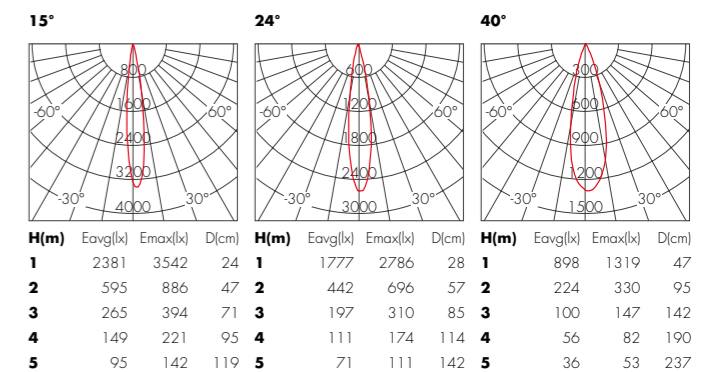 15° 24° 40°
800 600 300
1600 1200 600
-60° 60° -60° 60° -60° 60°
2400 1800 900
3200 2400 1200
-30° 30° -30° 30° -30° 30°
4000 3000 1500
H(m) Eavg(lx) Emax(lx) D(cm) H(m) Eavg(lx) Emax(lx) D(cm) H(m) Eavg(lx) Emax(lx) D(cm)
1 2381 3542 24 1 1777 2786 28 1 898 1319 47
2 595 886 47 2 442 696 57 2 224 330 95
3 265 394 71 3 197 310 85 3 100 147 142
4 149 221 95 4 111 174 114 4 56 82 190
5 95 142 119 5 71 111 142 5 36 53 237